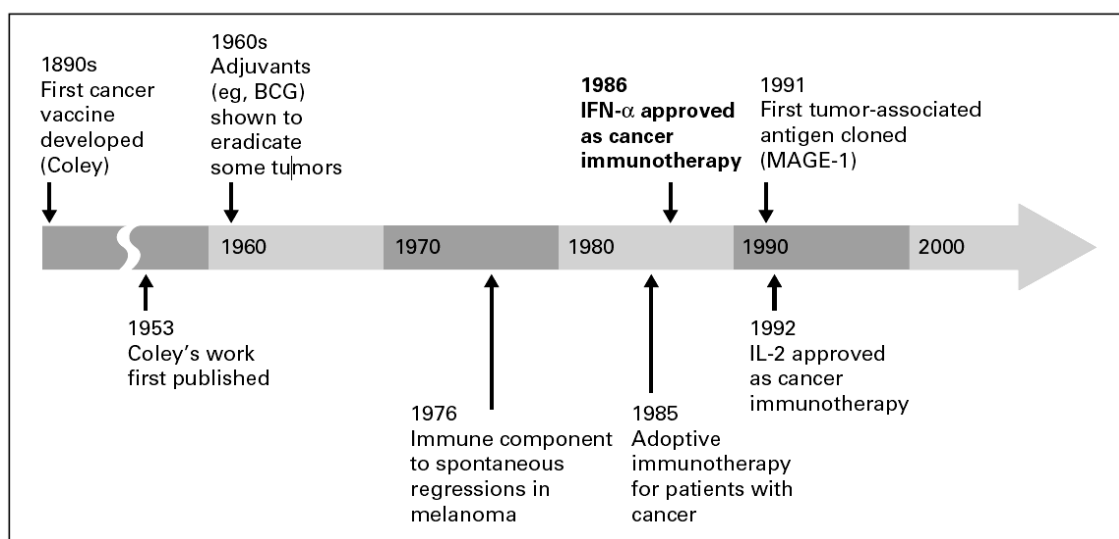 1890s
First cancer
vaccine
developed
(Coley)
1960s
Adjuvants
(eg, BCG)
shown to
eradicate
some tumors
1986
IFN-α approved
as cancer
immunotherapy
1991
First tumor-associated
antigen cloned
(MAGE-1)
1960
1970
1980
1990
2000
1953
Coley's work
first published
1976
Immune component
to spontaneous
regressions in
melanoma
1985
Adoptive
immunotherapy
for patients with
cancer
1992
IL-2 approved
as cancer
immunotherapy